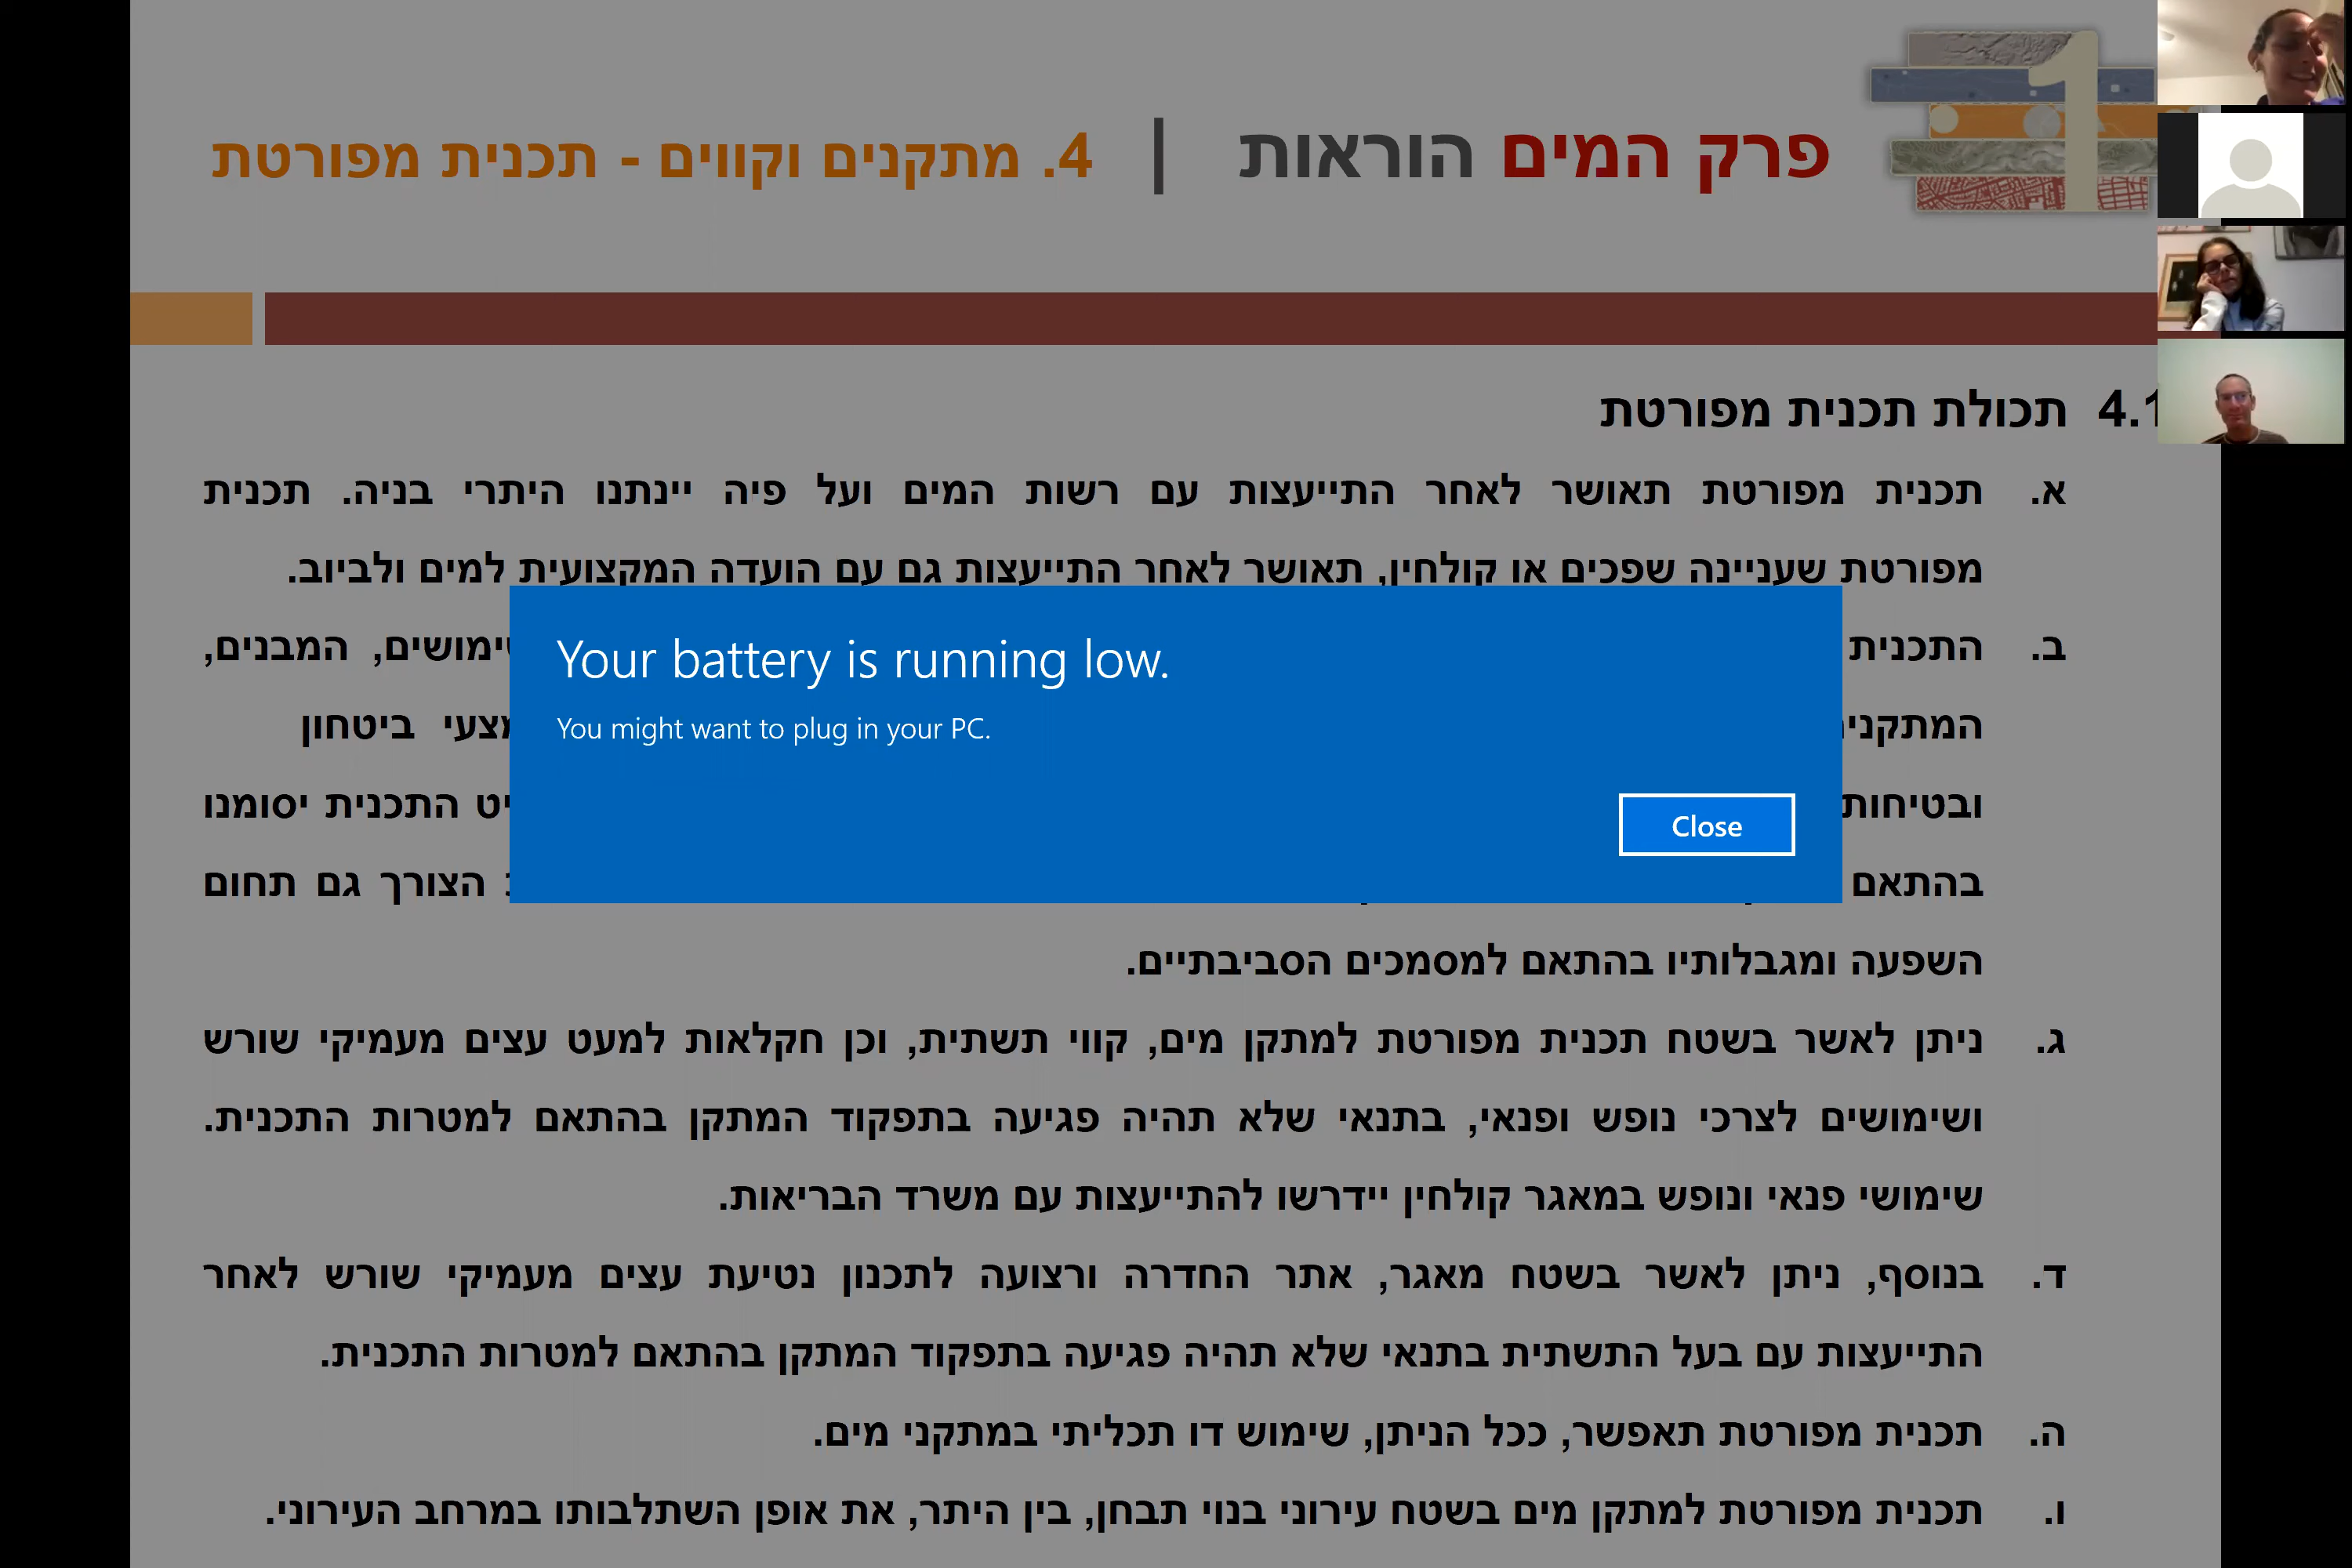 פרק המים הוראות | 4. מתקנים וקווים - תכנית מפורטת
1
4.1 תכולת תכנית מפורטת
א. תכנית מפורטת תאושר לאחר התייעצות עם רשות המים ועל פיה יינתנו היתרי בניה. תכנית
מפורטת שעניינה שפכים או קולחין, תאושר לאחר התייעצות גם עם הועדה המקצועית למים ולביוב.
Your battery is running low.
You might want to plug in your PC.
Close
ב. התכנית המבנים,
ביטחון
ובטיחות התכנית יסומנו
בהתאם הצורך גם תחום
השפעה ומגבלותיו בהתאם למסמכים הסביבתיים.
ג. ניתן לאשר בשטח תכנית מפורטת למתקן מים, קווי תשתית, וכן חקלאות למעט עצים מעמיקי שורש
ושימושים לצרכי נופש ופנאי, בתנאי שלא תהיה פגיעה בתפקוד המתקן בהתאם למטרות התכנית.
שימושי פנאי ונופש במאגר קולחין יידרשו להתייעצות עם משרד הבריאות.
ד. בנוסף, ניתן לאשר בשטח מאגר, אתר החדרה ורצועה לתכנון נטיעת עצים מעמיקי שורש לאחר
התייעצות עם בעל התשתית בתנאי שלא תהיה פגיעה בתפקוד המתקן בהתאם למטרות התכנית.
ה. תכנית מפורטת תאפשר, ככל הניתן, שימוש דו תכליתי במתקני מים.
ו. תכנית מפורטת למתקן מים בשטח עירוני בנוי תבחן, בין היתר, את אופן השתלבותו במרחב העירוני.